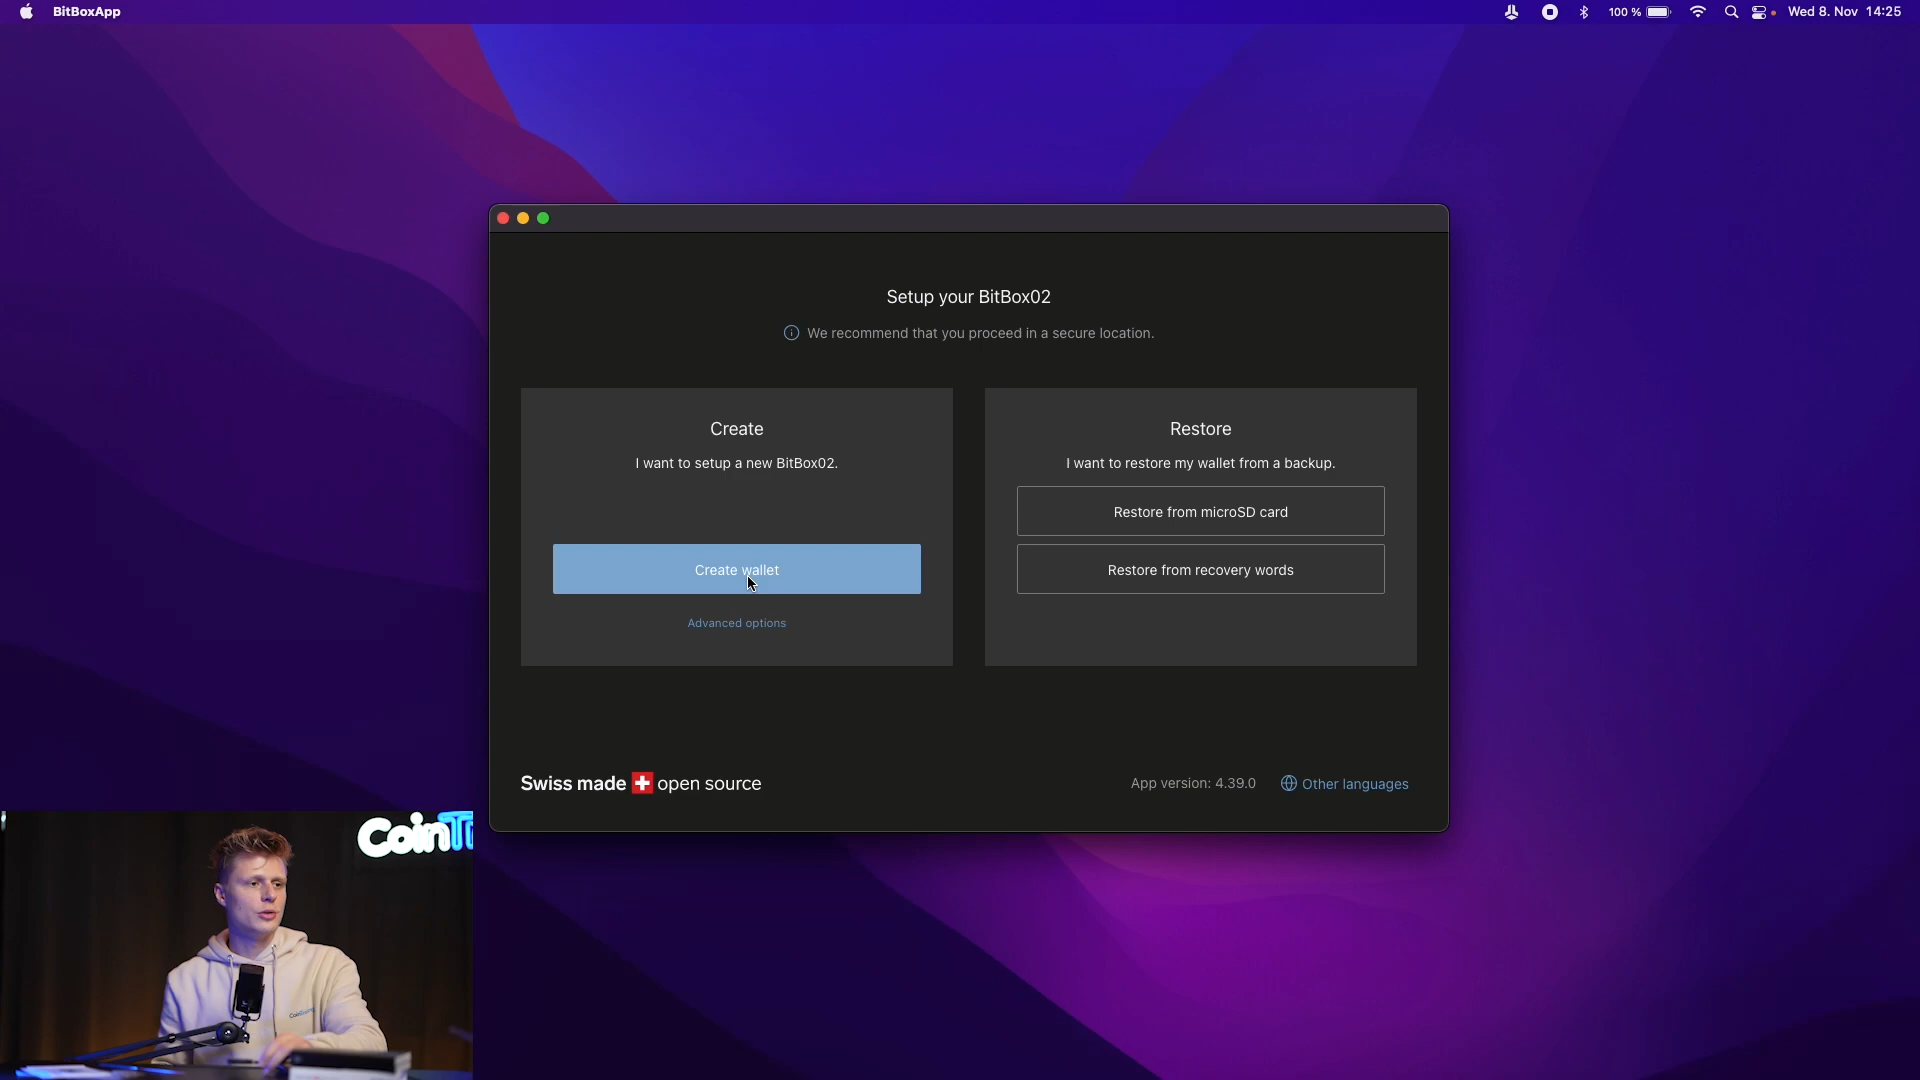 BitBoxApp
100 %
Wed 8. Nov 14:25
Setup your BitBox02
We recommend that you proceed in a secure location.
Create
I want to setup a new BitBox02.
Create wallet
Advanced options
Restore
I want to restore my wallet from a backup.
Restore from microSD card
Restore from recovery words
Swiss made open source
App version: 4.39.0
Other languages